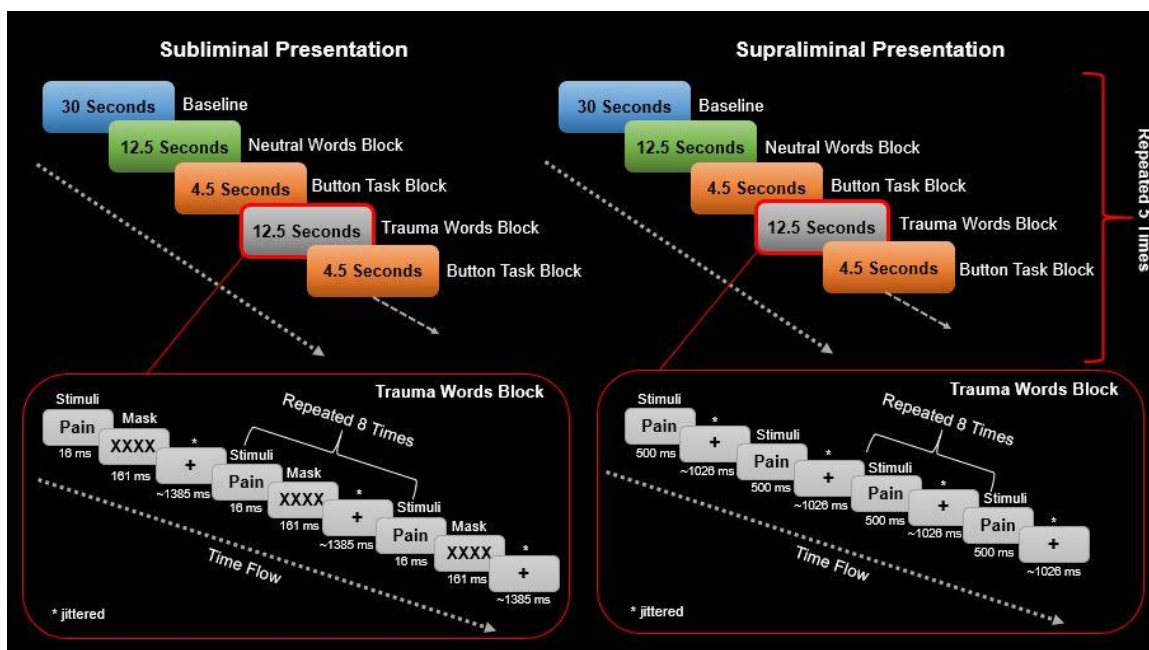 Subliminal Presentation
30 Seconds Baseline
12.5 Seconds Neutral Words Block
4.5 Seconds Button Task Block
12.5 Seconds Trauma Words Block
4.5 Seconds Button Task Block
Supraliminal Presentation
30 Seconds Baseline
12.5 Seconds Neutral Words Block
4.5 Seconds Button Task Block
12.5 Seconds Trauma Words Block
4.5 Seconds Button Task Block
Repeated 5 Times
Trauma Words Block
Repeated 8 Times
Stimuli
Pain
16 ms
Mask
XXXX
161 ms
*
+
~1385 ms
Stimuli
Pain
16 ms
Mask
XXXX
161 ms
*
+
~1385 ms
Stimuli
Pain
16 ms
Mask
XXXX
161 ms
*
+
~1385 ms
Time Flow
* jittered
Trauma Words Block
Repeated 8 Times
Stimuli
Pain
500 ms
*
+
~1026 ms
Stimuli
Pain
500 ms
*
+
~1026 ms
Stimuli
Pain
500 ms
*
+
~1026 ms
Stimuli
Pain
500 ms
*
+
~1026 ms
Time Flow
* jittered